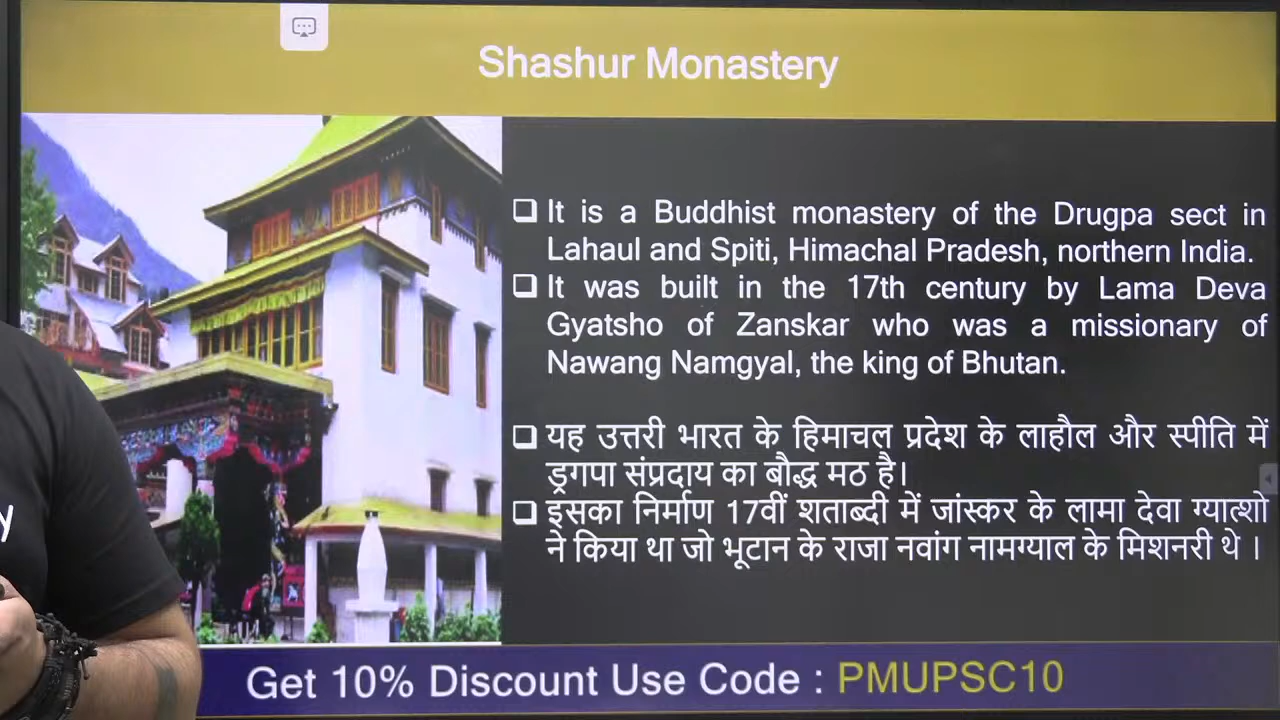 Shashur Monastery
It is a Buddhist monastery of the Drugpa sect in
Lahaul and Spiti, Himachal Pradesh, northern India.
It was built in the 17th century by Lama Deva
Gyatsho of Zanskar who was a missionary of
Nawang Namgyal, the king of Bhutan.
यह उत्तरी भारत के हिमाचल प्रदेश के लाहौल और स्पीति में
ड्रगपा संप्रदाय का बौद्ध मठ है।
इसका निर्माण 17वीं शताब्दी में जांस्कर के लामा देवा ग्यात्शो
ने किया था जो भूटान के राजा नवांग नामग्याल के मिशनरी थे ।
y
Get 10% Discount Use Code : PMUPSC10